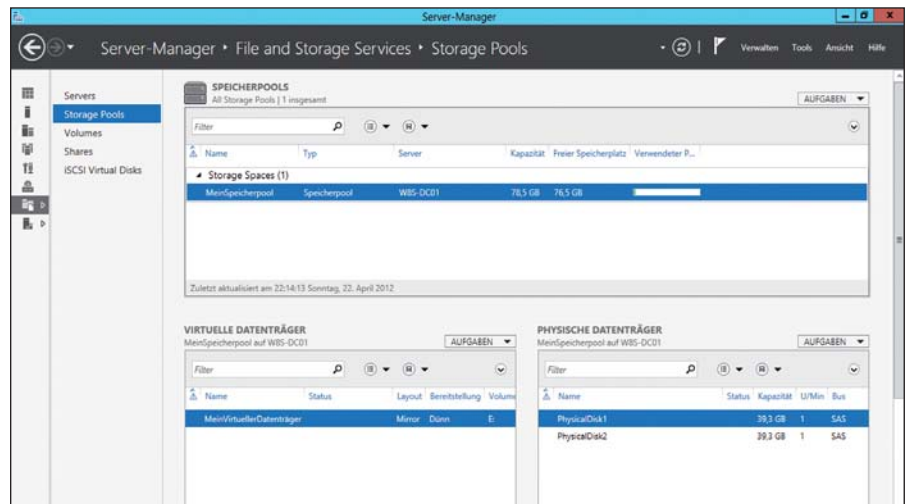 Server-Manager
Server-Manager • File and Storage Services • Storage Pools
Verwalten Tools Ansicht Hilfe
Servers
Storage Pools
Volumes
Shares
iSCSI Virtual Disks
SPEICHERPOOLS
All Storage Pools | 1 insgesamt
AUFGABEN
Filter
Name Typ Server Kapazität Freier Speicherplatz Verwendeter P...
Storage Spaces (1)
MeinSpeicherpool Speicherpool W8S-DC01 78,5 GB 76,5 GB
Zuletzt aktualisiert am 22:14:13 Sonntag, 22. April 2012
VIRTUELLE DATENTRÄGER
MeinSpeicherpool auf W8S-DC01
AUFGABEN
Filter
Name Status Layout Bereitstellung Volume
MeinVirtuellerDatenträger Mirror Dünn E:
PHYSISCHE DATENTRÄGER
MeinSpeicherpool auf W8S-DC01
AUFGABEN
Filter
Name Status Kapazität U/Min Bus
PhysicalDisk1 39,3 GB 1 SAS
PhysicalDisk2 39,3 GB 1 SAS